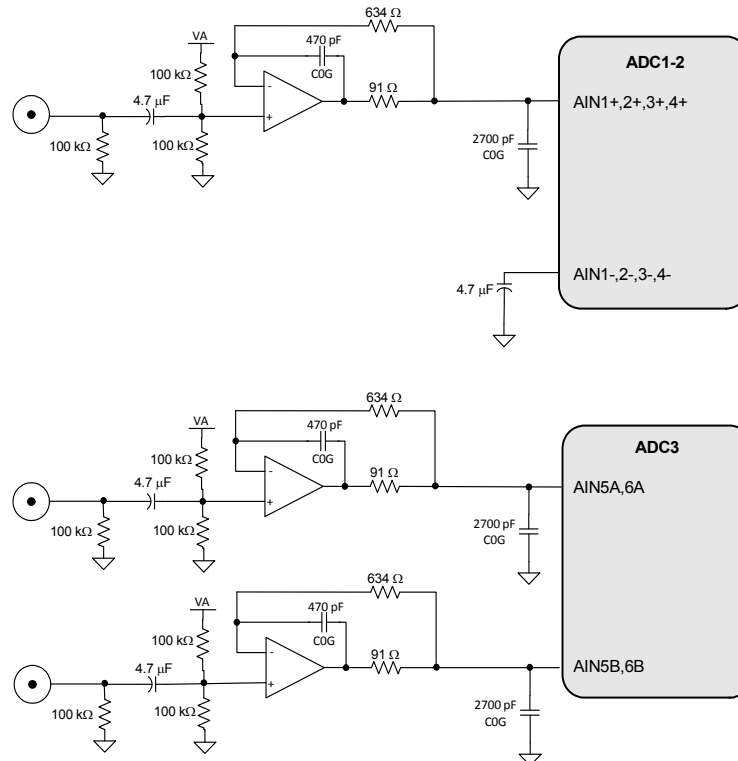 634 Ω
470 pF
C0G
VA
100 kΩ
4.7 µF
-
+
91 Ω
100 kΩ
100 kΩ
2700 pF
C0G
ADC1-2
AIN1+,2+,3+,4+
AIN1-,2-,3-,4-
4.7 µF
634 Ω
470 pF
C0G
VA
100 kΩ
4.7 µF
-
+
91 Ω
100 kΩ
100 kΩ
2700 pF
C0G
ADC3
AIN5A,6A
634 Ω
470 pF
C0G
VA
100 kΩ
4.7 µF
-
+
91 Ω
100 kΩ
100 kΩ
2700 pF
C0G
AIN5B,6B